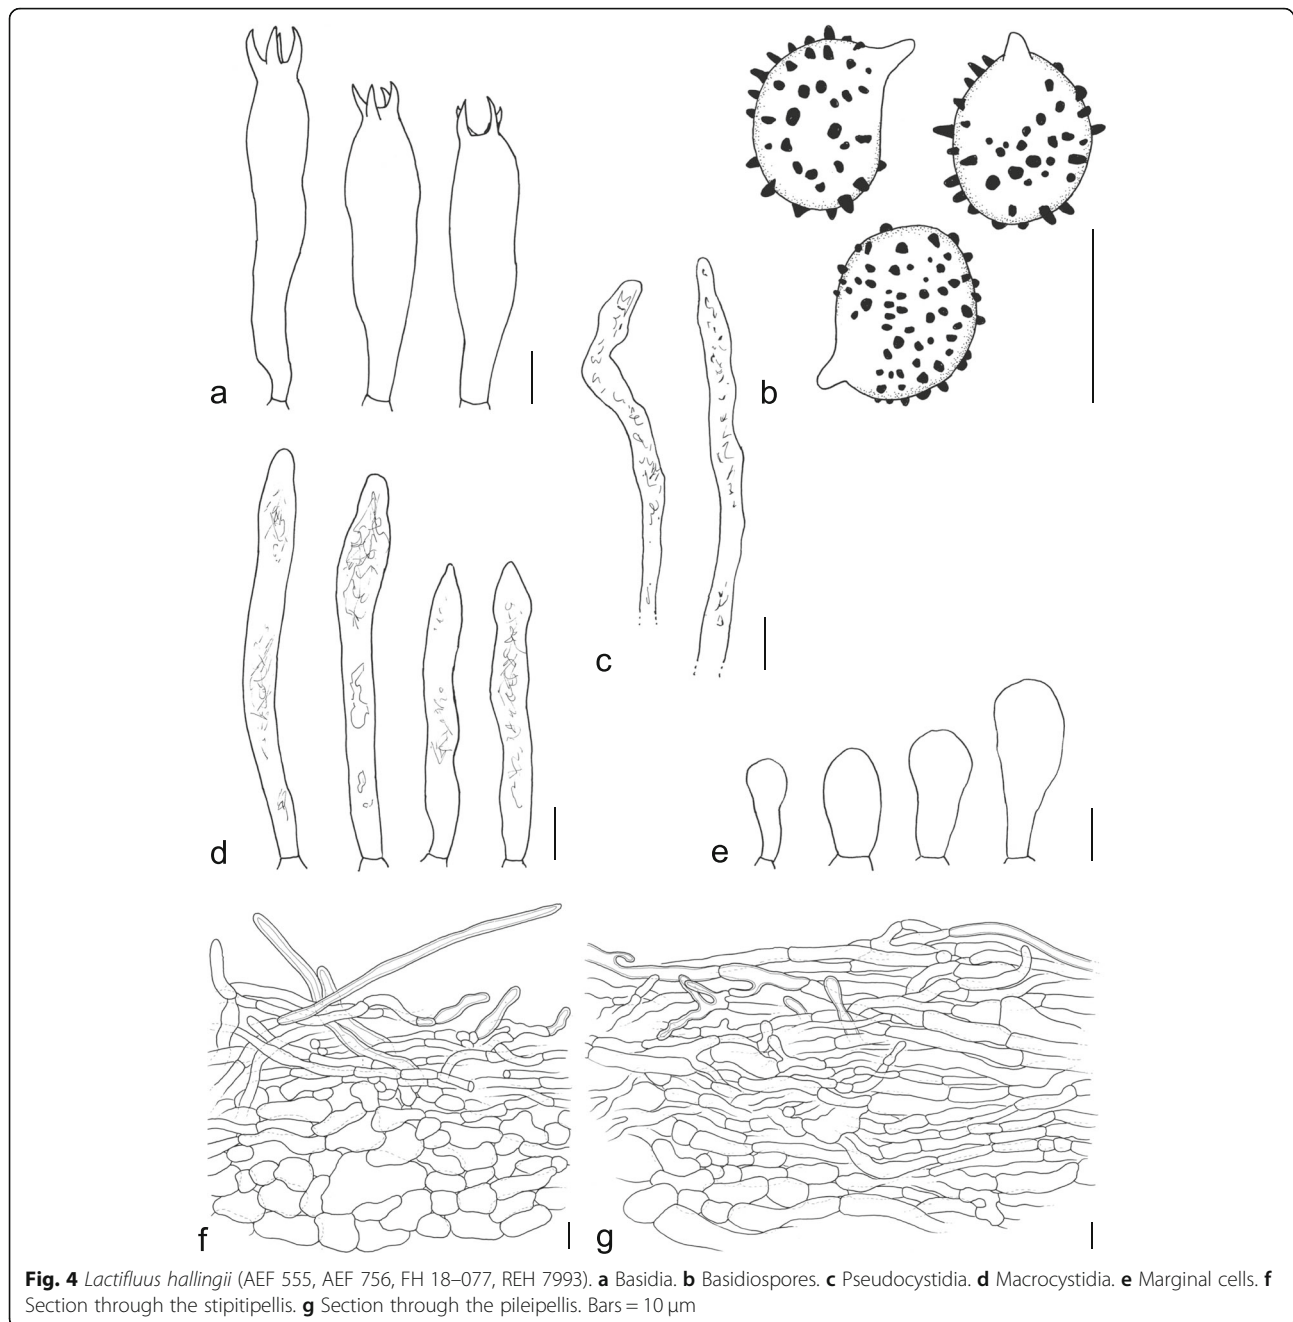 a
b
c
d
e
f
g
Fig. 4 Lactifluus hallingii (AEF 555, AEF 756, FH 18–077, REH 7993). a Basidia. b Basidiospores. c Pseudocystidia. d Macrocystidia. e Marginal cells. f
Section through the stipitipellis. g Section through the pileipellis. Bars = 10 μm